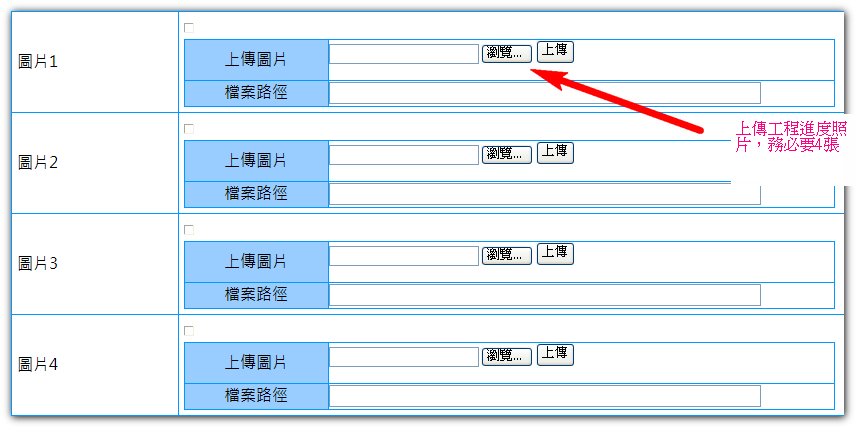 圖片1
上傳圖片 瀏覽... 上傳
檔案路徑
上傳工程進度照
片，務必要4張
圖片2
上傳圖片 瀏覽... 上傳
檔案路徑
圖片3
上傳圖片 瀏覽... 上傳
檔案路徑
圖片4
上傳圖片 瀏覽... 上傳
檔案路徑